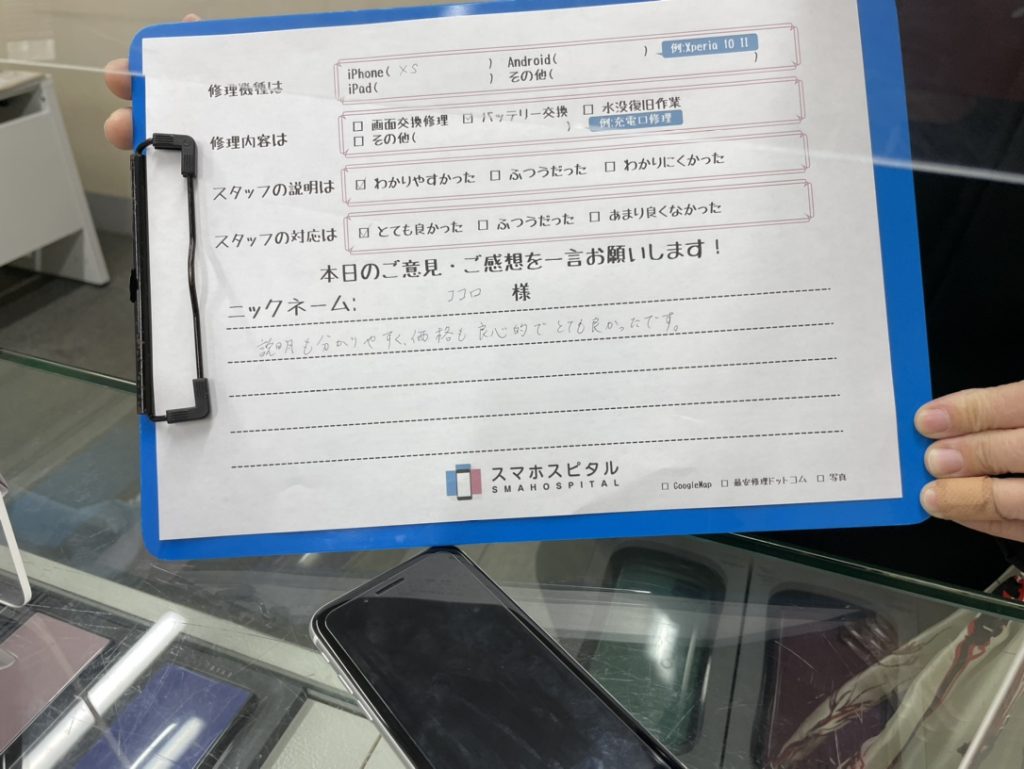 修理機種は
iPhone( XS ) Android( ) 例:Xperia 10 II
iPad( ) その他( )
修理内容は
☐ 画面交換修理 ☑ バッテリー交換 ☐ 水没復旧作業
☐ その他( ) 例:充電口修理
スタッフの説明は
☑ わかりやすかった ☐ ふつうだった ☐ わかりにくかった
スタッフの対応は
☑ とても良かった ☐ ふつうだった ☐ あまり良くなかった
本日のご意見・ご感想を一言お願いします!
ニックネーム: ココロ 様
説明も分かりやすく、価格も良心的でとても良かったです。
スマホスピタル
SMAHOSPITAL
☐ GoogleMap ☐ 最安修理ドットコム ☐ 写真